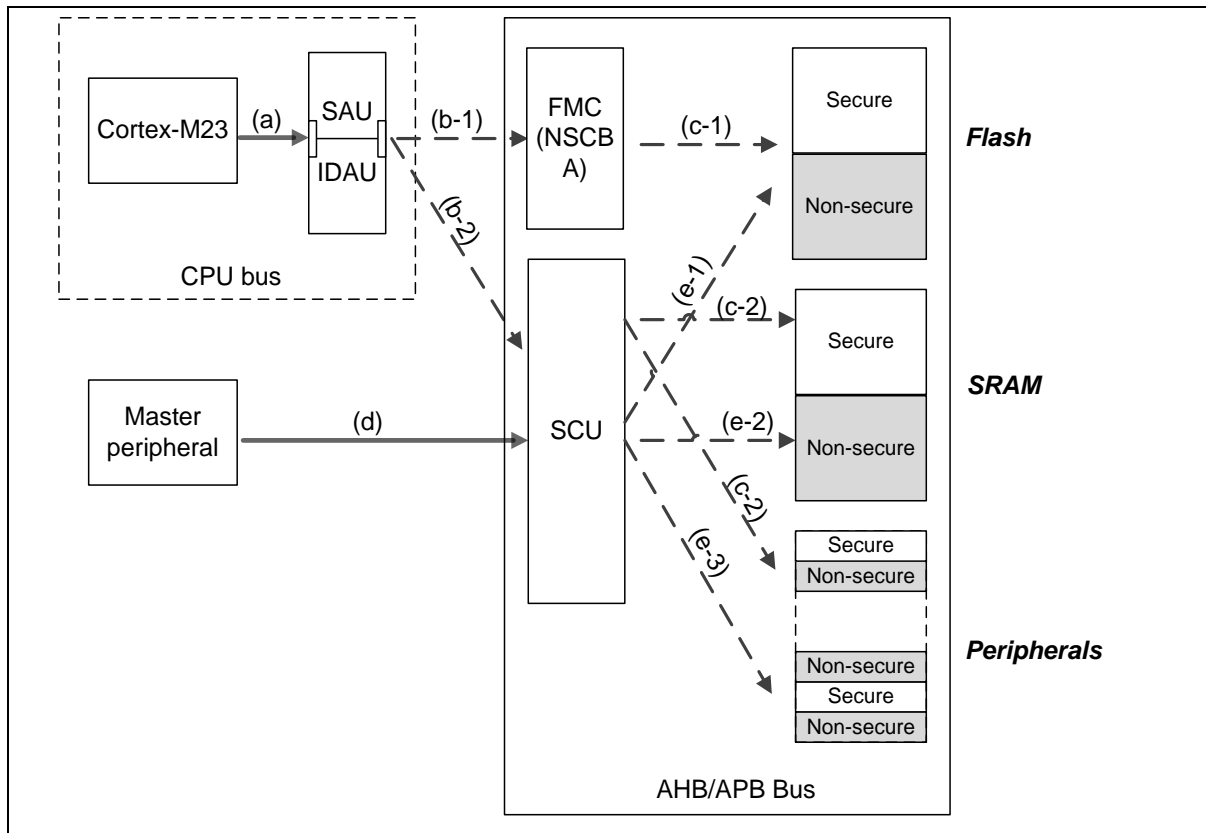 Cortex-M23
(a)
SAU
IDAU
CPU bus
(b-1)
(b-2)
FMC
(NSCB
A)
(c-1)
Secure
Non-secure
Flash
(e-1)
(c-2)
Secure
Non-secure
SRAM
Master
peripheral
(d)
SCU
(e-2)
(c-2)
(e-3)
Secure
Non-secure
Non-secure
Secure
Non-secure
Peripherals
AHB/APB Bus